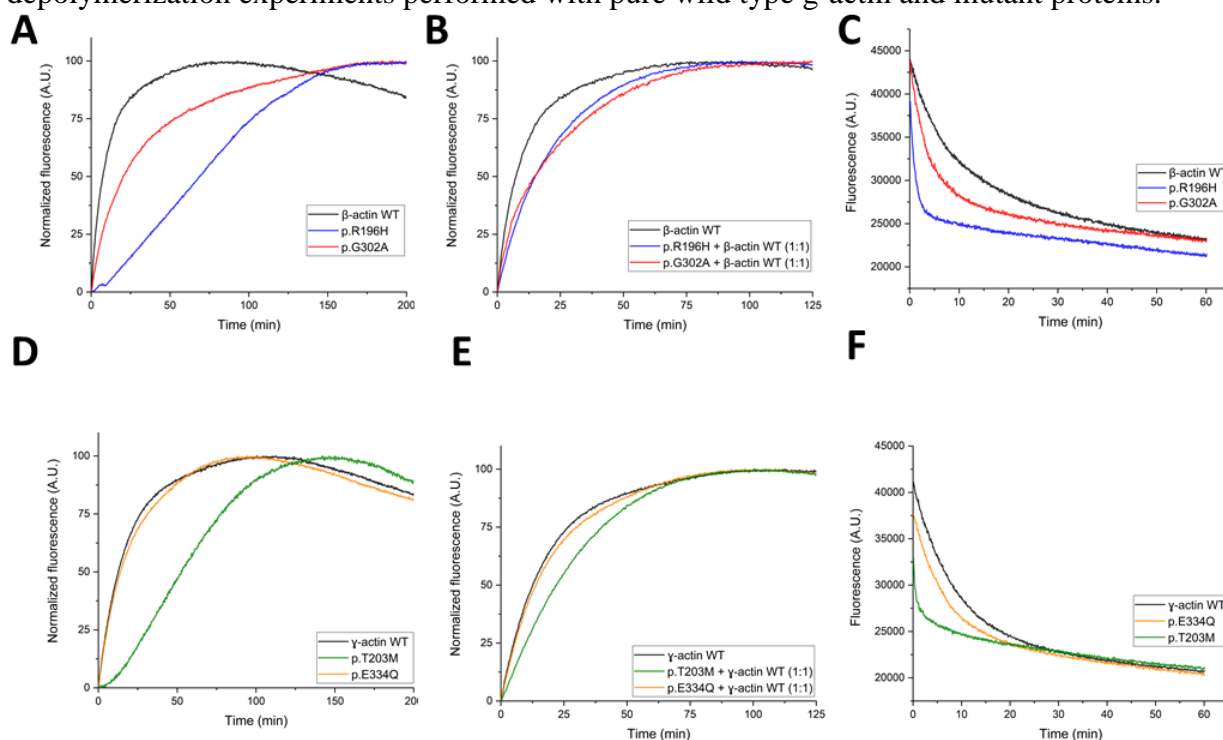 depolymerization experiments performed with pure wild type g-actin and mutant proteins.
A
B
C
Normalized fluorescence (A.U.)
100
75
50
25
0
β-actin WT
p.R196H
p.G302A
0 50 100 150 200
Time (min)
Normalized fluorescence (A.U.)
100
75
50
25
0
β-actin WT
p.R196H + β-actin WT (1:1)
p.G302A + β-actin WT (1:1)
0 25 50 75 100 125
Time (min)
Fluorescence (A.U.)
45000
40000
35000
30000
25000
20000
β-actin WT
p.R196H
p.G302A
0 10 20 30 40 50 60
Time (min)
D
E
F
Normalized fluorescence (A.U.)
100
75
50
25
0
ɣ-actin WT
p.T203M
p.E334Q
0 50 100 150 200
Time (min)
Normalized fluorescence (A.U.)
100
75
50
25
0
ɣ-actin WT
p.T203M + ɣ-actin WT (1:1)
p.E334Q + ɣ-actin WT (1:1)
0 25 50 75 100 125
Time (min)
Fluorescence (A.U.)
45000
40000
35000
30000
25000
20000
ɣ-actin WT
p.E334Q
p.T203M
0 10 20 30 40 50 60
Time (min)